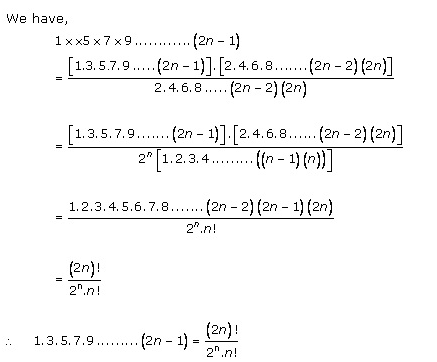 We have,
1 × ×5 × 7 × 9 ............ (2n − 1)
= [1.3.5.7.9.....(2n − 1)].[2.4.6.8.......(2n − 2)(2n)]
2.4.6.8.....(2n − 2)(2n)
= [1.3.5.7.9.......(2n − 1)].[2.4.6.8......(2n − 2)(2n)]
2ⁿ[1.2.3.4.........((n − 1)(n))]
= 1.2.3.4.5.6.7.8.......(2n − 2)(2n − 1)(2n)
2ⁿ.n!
= (2n)!
2ⁿ.n!
∴ 1.3.5.7.9.........(2n − 1) = (2n)!
2ⁿ.n!